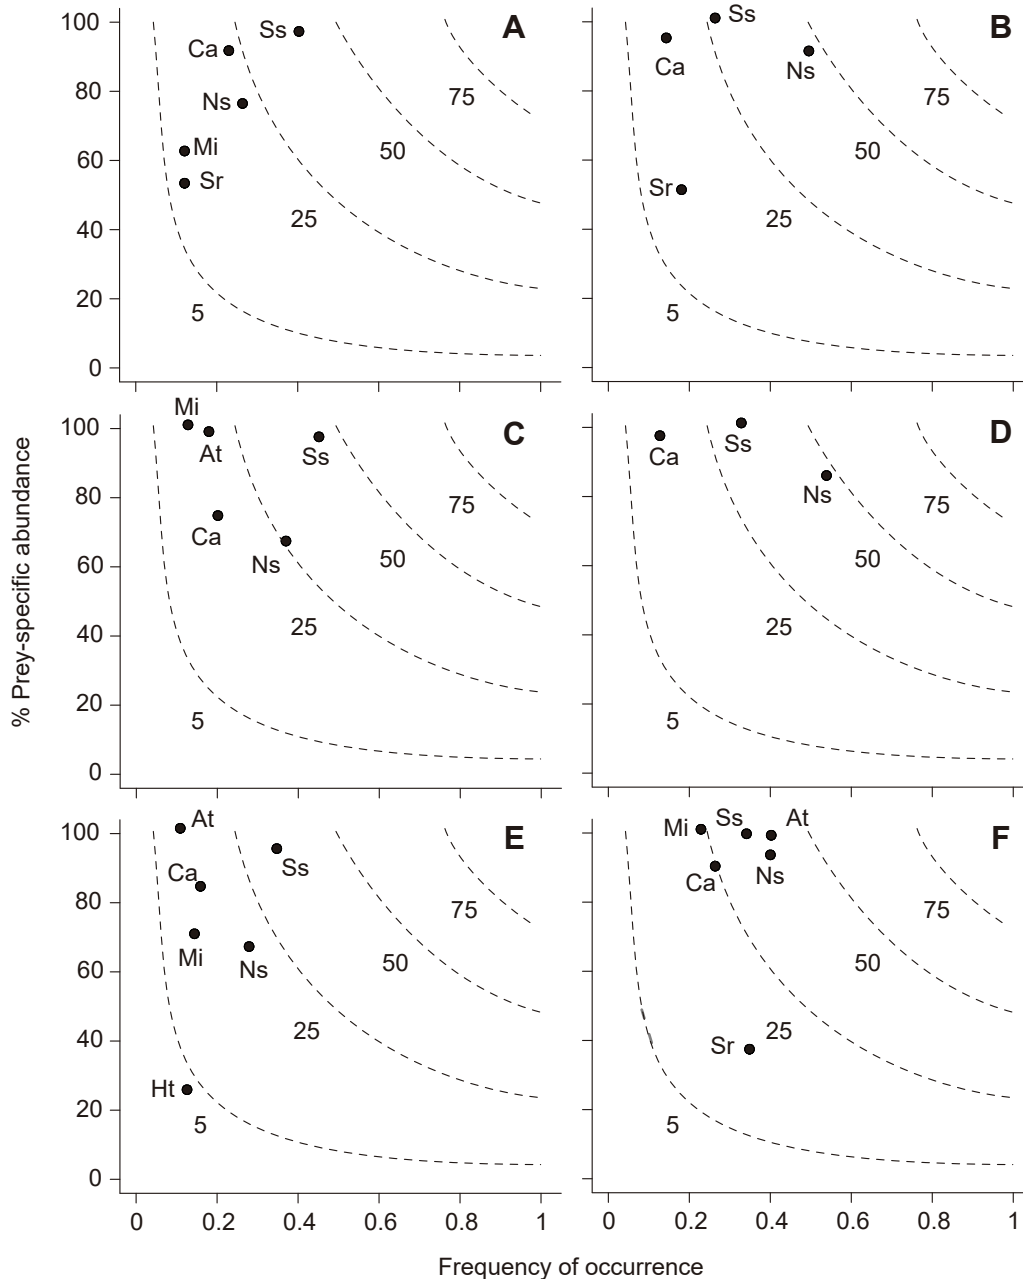 100 Ss A Ss B
Ca Ca Ns
80 Ns 75 75
Mi 50 50
60
Sr Sr
40 25 25
20
5 5
0
Mi
100 C D
At Ss Ca Ss
80 75 Ns 75
Ca
60 Ns 50 50
40 25 25
20
5 5
0
At Ss At
100 E Mi F
Ca Ss Ca Ns
80 75 75
Mi Ns
60 50 50
40 25 Sr 25
Ht
20
5 5
0
0 0.2 0.4 0.6 0.8 1 0 0.2 0.4 0.6 0.8 1
% Prey-specific abundance
Frequency of occurrence